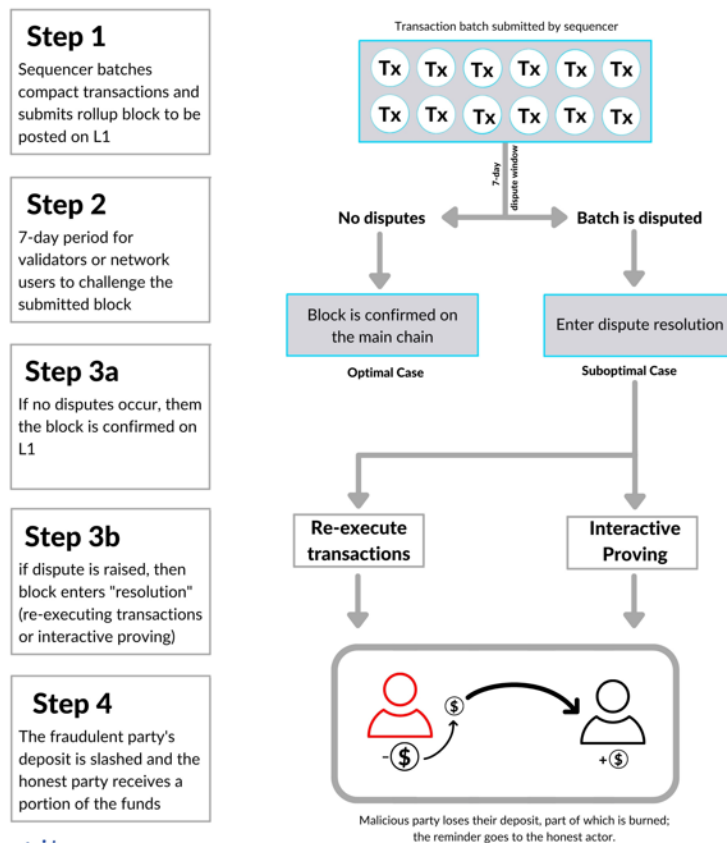 Step 1
Sequencer batches
compact transactions and
submits rollup block to be
posted on L1
Step 2
7-day period for
validators or network
users to challenge the
submitted block
Step 3a
If no disputes occur, them
the block is confirmed on
L1
Step 3b
if dispute is raised, then
block enters "resolution"
(re-executing transactions
or interactive proving)
Step 4
The fraudulent party's
deposit is slashed and the
honest party receives a
portion of the funds
Transaction batch submitted by sequencer
Tx Tx Tx Tx Tx Tx
Tx Tx Tx Tx Tx Tx
7-day
dispute window
No disputes
Batch is disputed
Block is confirmed on
the main chain
Enter dispute resolution
Optimal Case
Suboptimal Case
Re-execute
transactions
Interactive
Proving
$
-$
+$
Malicious party loses their deposit, part of which is burned;
the reminder goes to the honest actor.